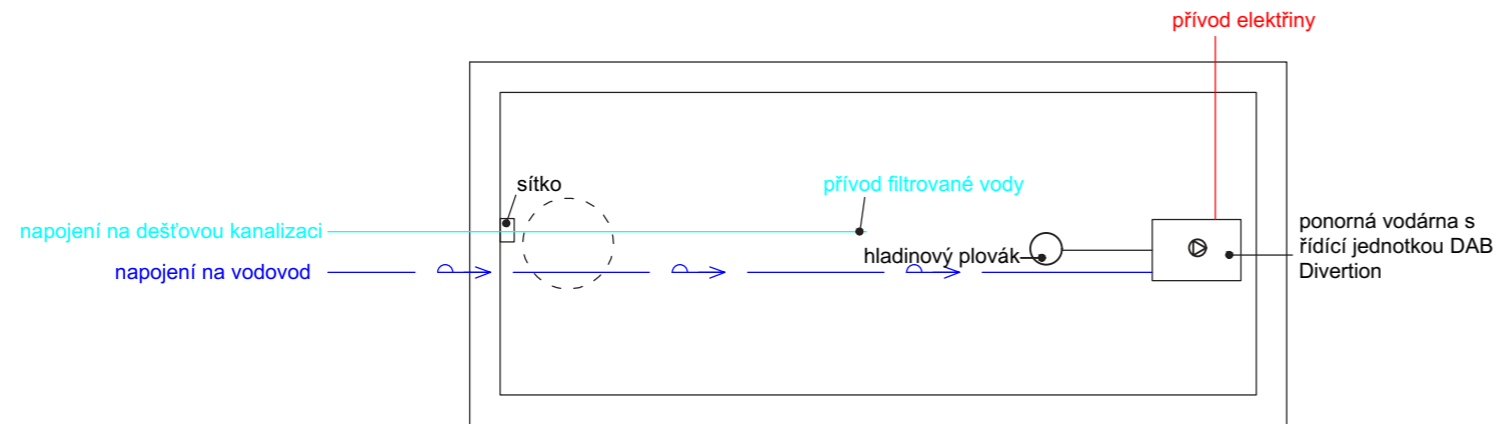 přívod elektřiny
sítko
přívod filtrované vody
napojení na dešťovou kanalizaci
ponorná vodárna s
řídící jednotkou DAB
Divertion
hladinový plovák
napojení na vodovod